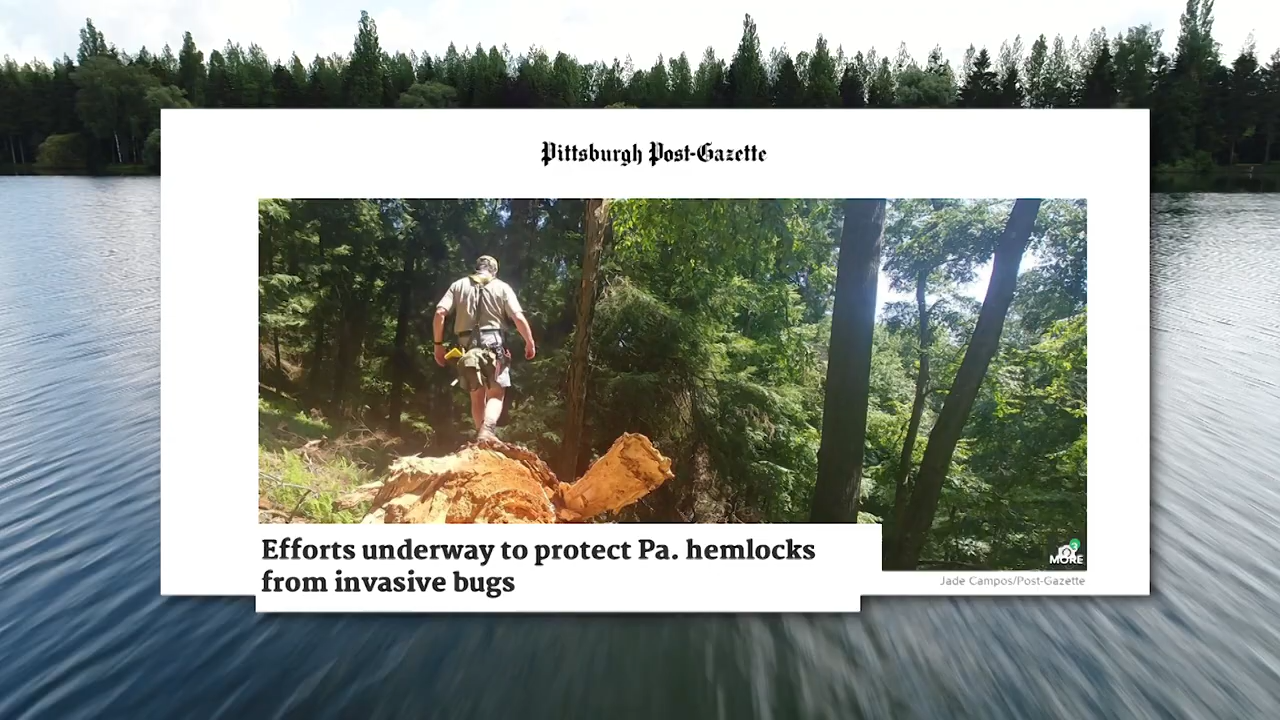 Pittsburgh Post-Gazette
MORE
Efforts underway to protect Pa. hemlocks
from invasive bugs
Jade Campos/Post-Gazette